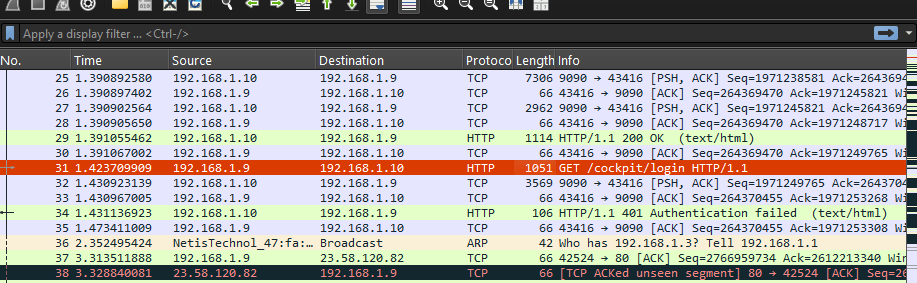 Apply a display filter ... <Ctrl-/>
No. Time Source Destination Protoco Length Info
25 1.390892580 192.168.1.10 192.168.1.9 TCP 7306 9090 → 43416 [PSH, ACK] Seq=1971238581 Ack=264369
26 1.390897402 192.168.1.9 192.168.1.10 TCP 66 43416 → 9090 [ACK] Seq=264369470 Ack=1971245821 Wi
27 1.390902564 192.168.1.10 192.168.1.9 TCP 2962 9090 → 43416 [PSH, ACK] Seq=1971245821 Ack=264369
28 1.390905650 192.168.1.9 192.168.1.10 TCP 66 43416 → 9090 [ACK] Seq=264369470 Ack=1971248717 Wi
29 1.391055462 192.168.1.10 192.168.1.9 HTTP 1114 HTTP/1.1 200 OK (text/html)
30 1.391067002 192.168.1.9 192.168.1.10 TCP 66 43416 → 9090 [ACK] Seq=264369470 Ack=1971249765 Wi
31 1.423709909 192.168.1.9 192.168.1.10 HTTP 1051 GET /cockpit/login HTTP/1.1
32 1.430923139 192.168.1.10 192.168.1.9 TCP 3569 9090 → 43416 [PSH, ACK] Seq=1971249765 Ack=264370
33 1.430967005 192.168.1.9 192.168.1.10 TCP 66 43416 → 9090 [ACK] Seq=264370455 Ack=1971253268 Wi
34 1.431136923 192.168.1.10 192.168.1.9 HTTP 106 HTTP/1.1 401 Authentication failed (text/html)
35 1.473411009 192.168.1.9 192.168.1.10 TCP 66 43416 → 9090 [ACK] Seq=264370455 Ack=1971253308 Wi
36 2.352495424 NetisTechnol_47:fa:… Broadcast ARP 42 Who has 192.168.1.3? Tell 192.168.1.1
37 3.313511888 192.168.1.9 23.58.120.82 TCP 66 42524 → 80 [ACK] Seq=2766959734 Ack=2612213340 Win
38 3.328840081 23.58.120.82 192.168.1.9 TCP 66 [TCP ACKed unseen segment] 80 → 42524 [ACK] Seq=26